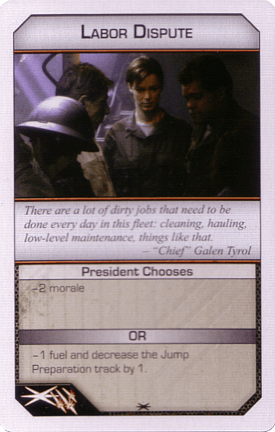 LABOR DISPUTE
There are a lot of dirty jobs that need to be
done every day in this fleet: cleaning, hauling,
low-level maintenance, things like that.
– "Chief" Galen Tyrol
President Chooses
–2 morale
OR
–1 fuel and decrease the Jump
Preparation track by 1.